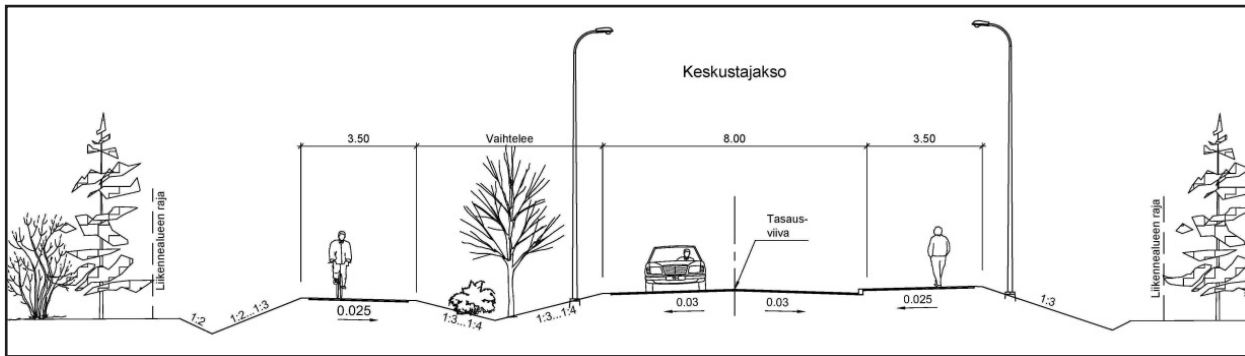 Keskustajakso
3.50
Vaihtelee
8.00
3.50
Liikennealueen raja
Tasaus-
viiva
Liikennealueen raja
1:2
1:2...1:3
0.025
1:3...1:4
1:3...1:4
0.03
0.03
0.025
1:3